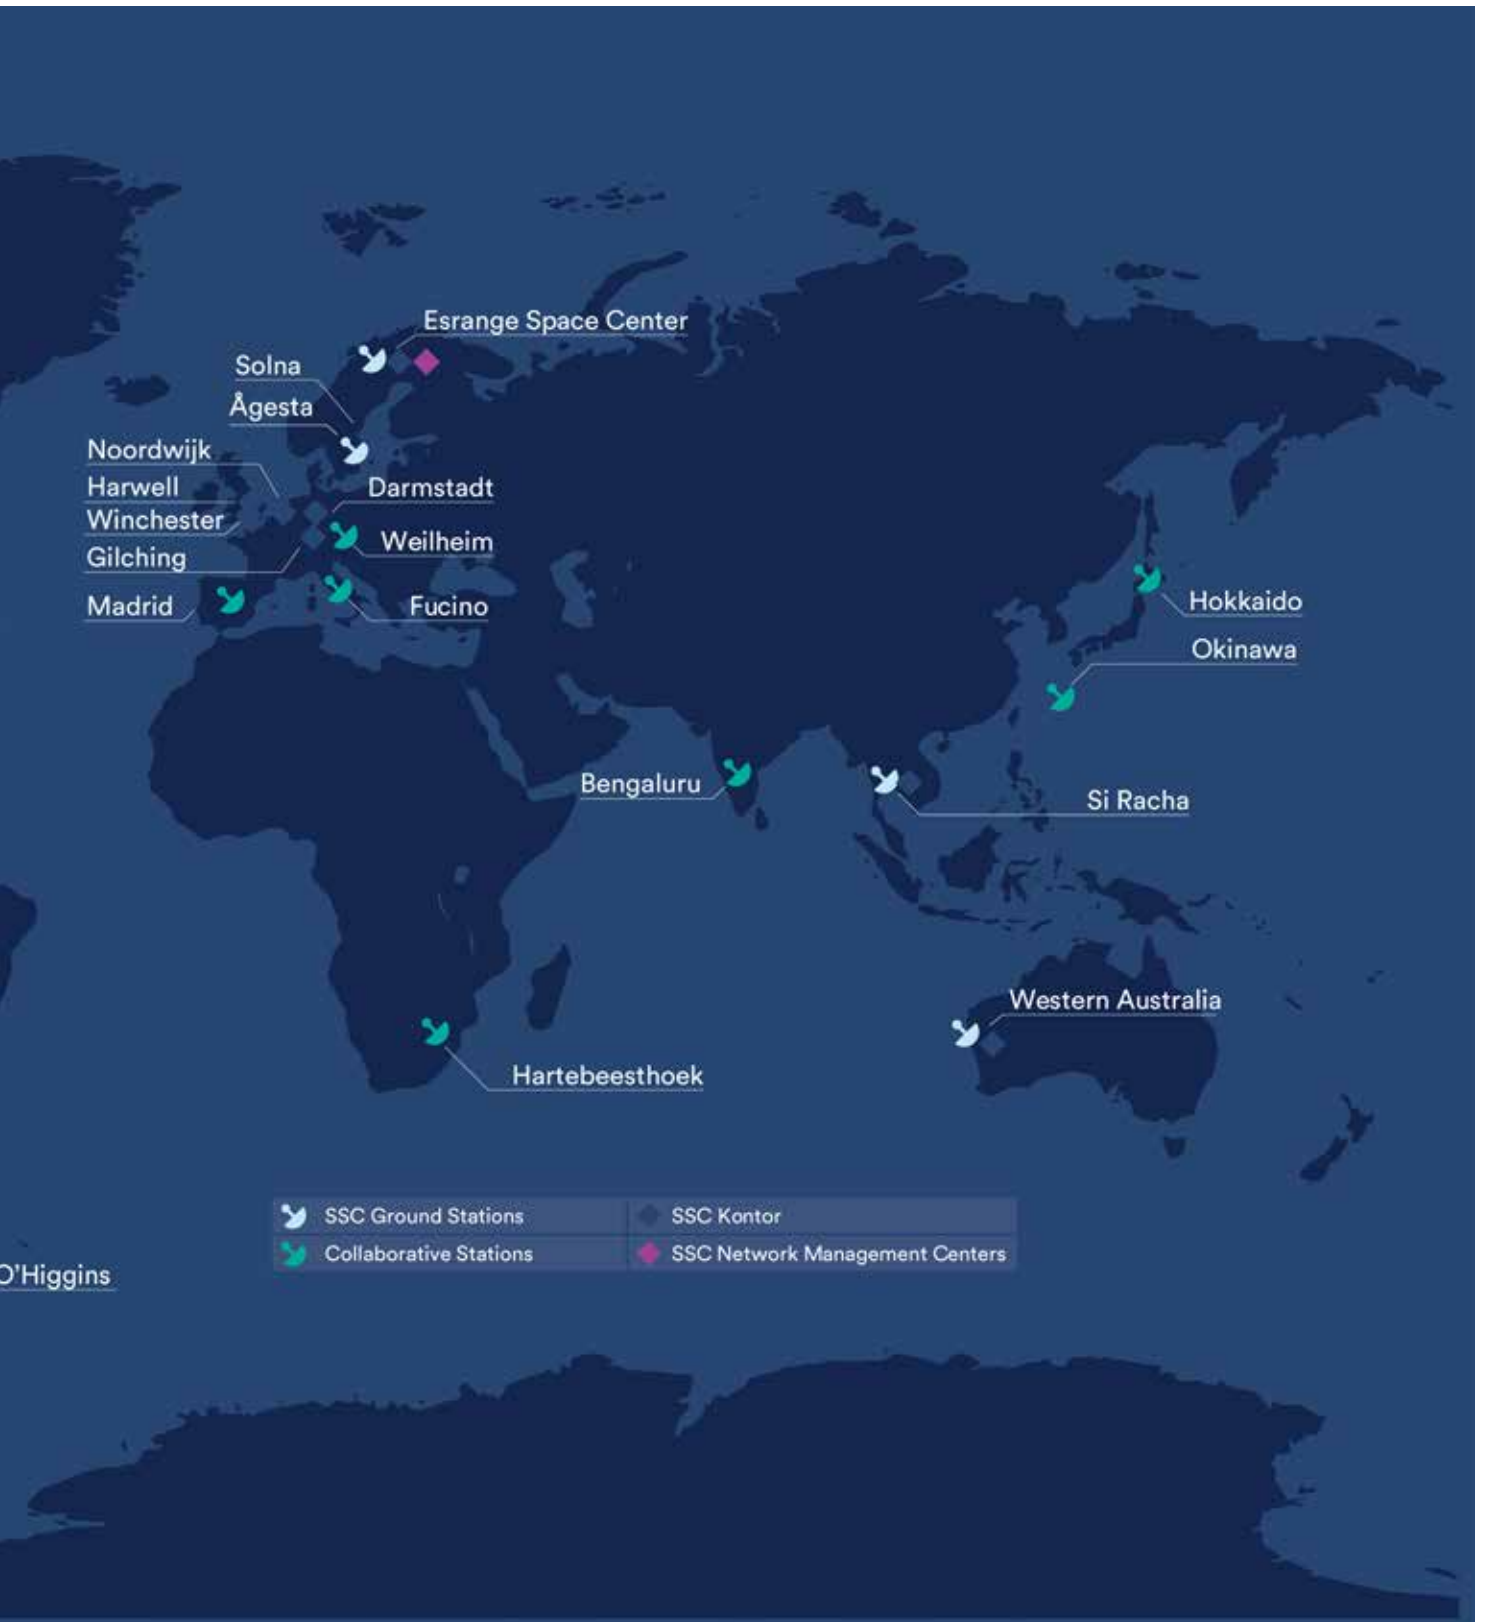 Esrange Space Center
Solna
Ågesta
Noordwijk
Harwell
Darmstadt
Winchester
Weilheim
Gilching
Madrid
Fucino
Hokkaido
Okinawa
Bengaluru
Si Racha
Western Australia
Hartebeesthoek
SSC Ground Stations
SSC Kontor
Collaborative Stations
SSC Network Management Centers
O'Higgins